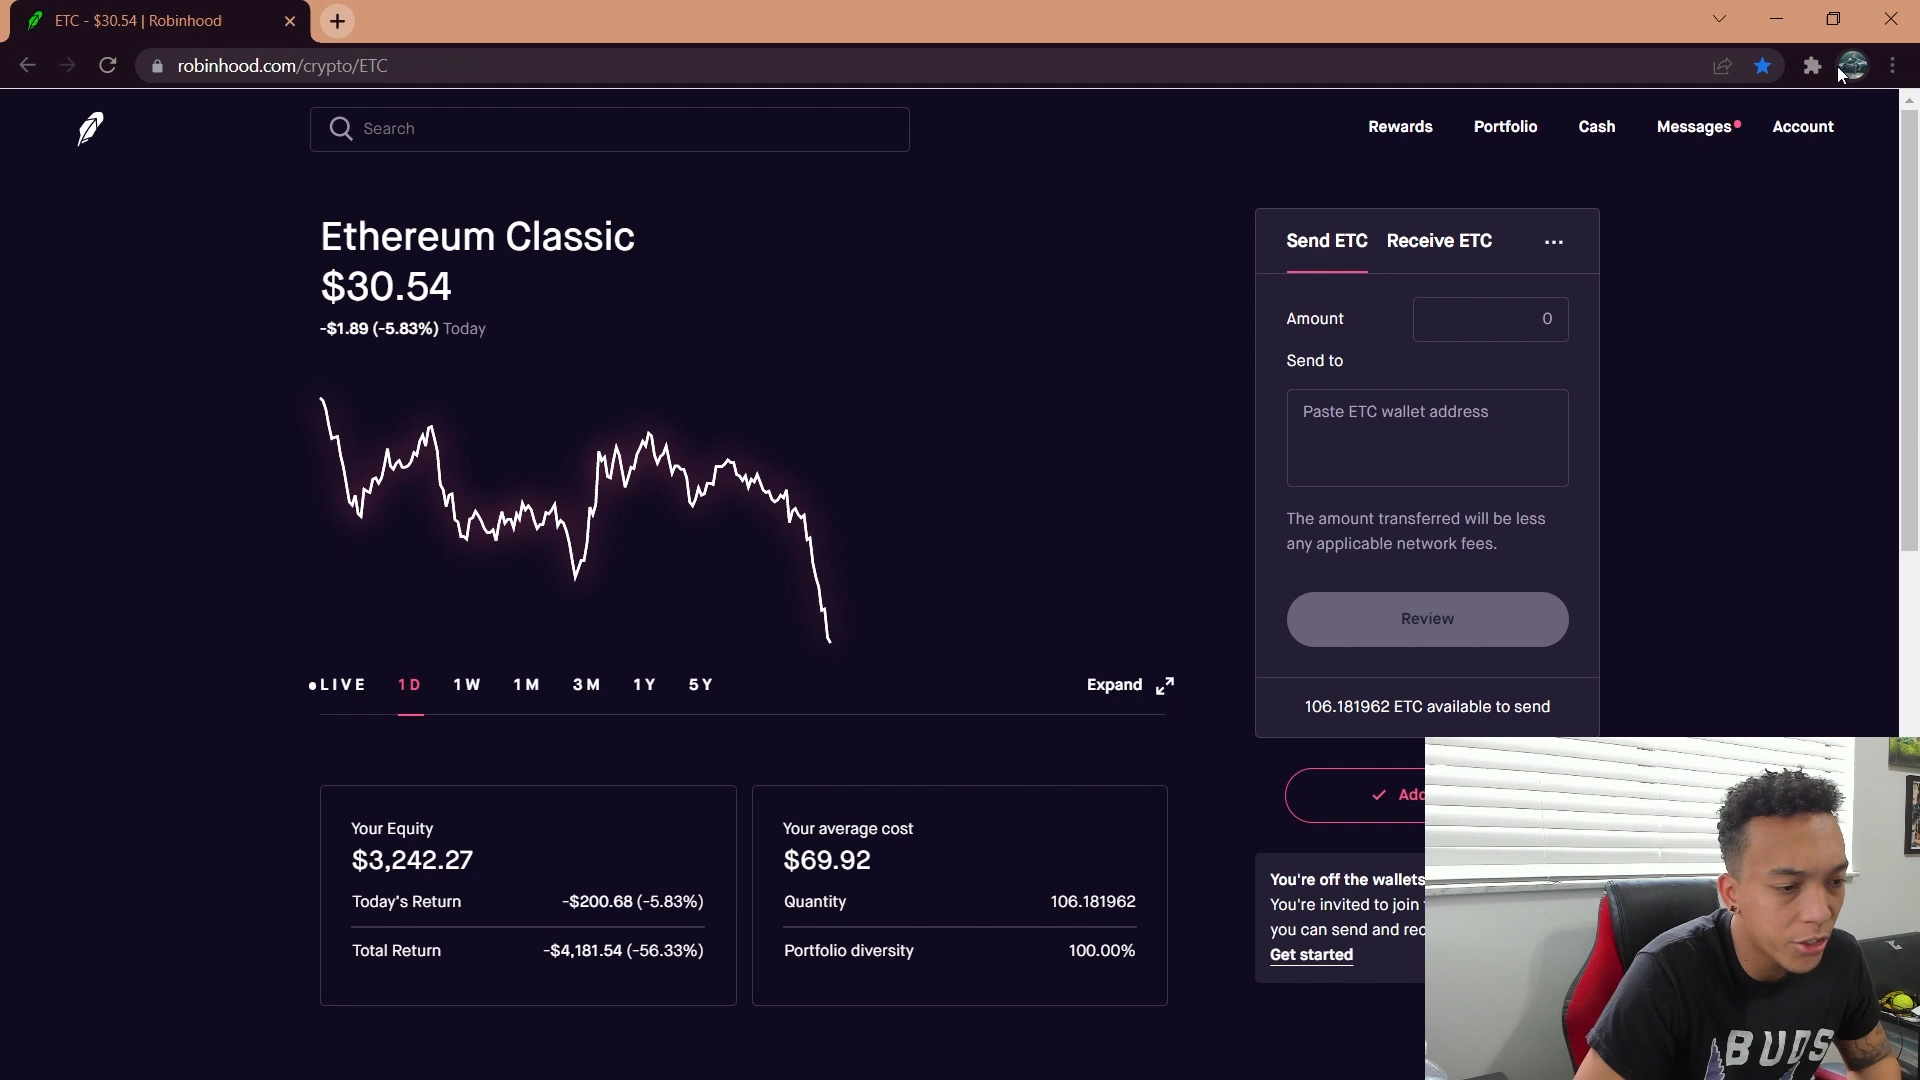 ETC - $30.54 | Robinhood
robinhood.com/crypto/ETC
Search
Rewards Portfolio Cash Messages Account
Ethereum Classic
$30.54
-$1.89 (-5.83%) Today
LIVE 1D 1W 1M 3M 1Y 5Y
Expand
Your Equity
$3,242.27
Today's Return -$200.68 (-5.83%)
Total Return -$4,181.54 (-56.33%)
Your average cost
$69.92
Quantity 106.181962
Portfolio diversity 100.00%
Send ETC Receive ETC ...
Amount 0
Send to
Paste ETC wallet address
The amount transferred will be less
any applicable network fees.
Review
106.181962 ETC available to send
You're off the wallets
You're invited to join
you can send and rec
Get started
BUDS